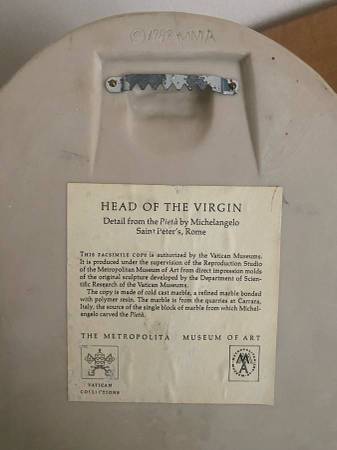 © MMA
HEAD OF THE VIRGIN
Detail from the Pietà by Michelangelo
Saint Peter's, Rome
THIS FACSIMILE COPY is authorized by the Vatican Museums.
It is produced under the supervision of the Reproduction Studio
of the Metropolitan Museum of Art from direct impression molds
of the original sculpture developed by the Department of Scien-
tific Research of the Vatican Museums.
The copy is made of cold cast marble, a refined marble bonded
with polymer resin. The marble is from the quarries at Carrara,
Italy, the source of the single block of marble from which Michel-
angelo carved the Pietà.
THE METROPOLITA MUSEUM OF ART
VATICAN
COLLECTIONS